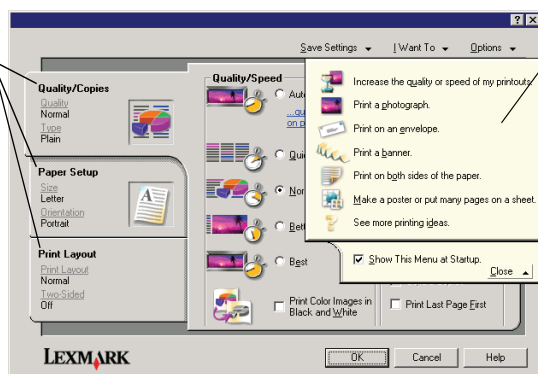 Save Settings
I Want To
Options
Quality/Copies
Quality
Normal
Type
Plain
Paper Setup
Size
Letter
Orientation
Portrait
Print Layout
Print Layout
Normal
Two-Sided
Off
Quality/Speed
Best
Print Color Images in
Black and White
Increase the quality or speed of my printouts.
Print a photograph.
Print on an envelope.
Print a banner.
Print on both sides of the paper.
Make a poster or put many pages on a sheet.
See more printing ideas.
Show This Menu at Startup.
Close
Print Last Page First
LEXMARK
OK
Cancel
Help